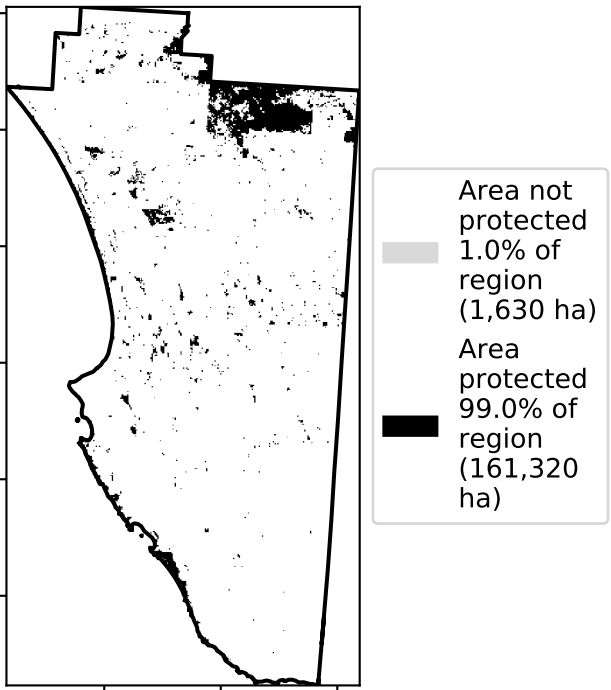 Area not
protected
1.0% of
region
(1,630 ha)
Area
protected
99.0% of
region
(161,320
ha)